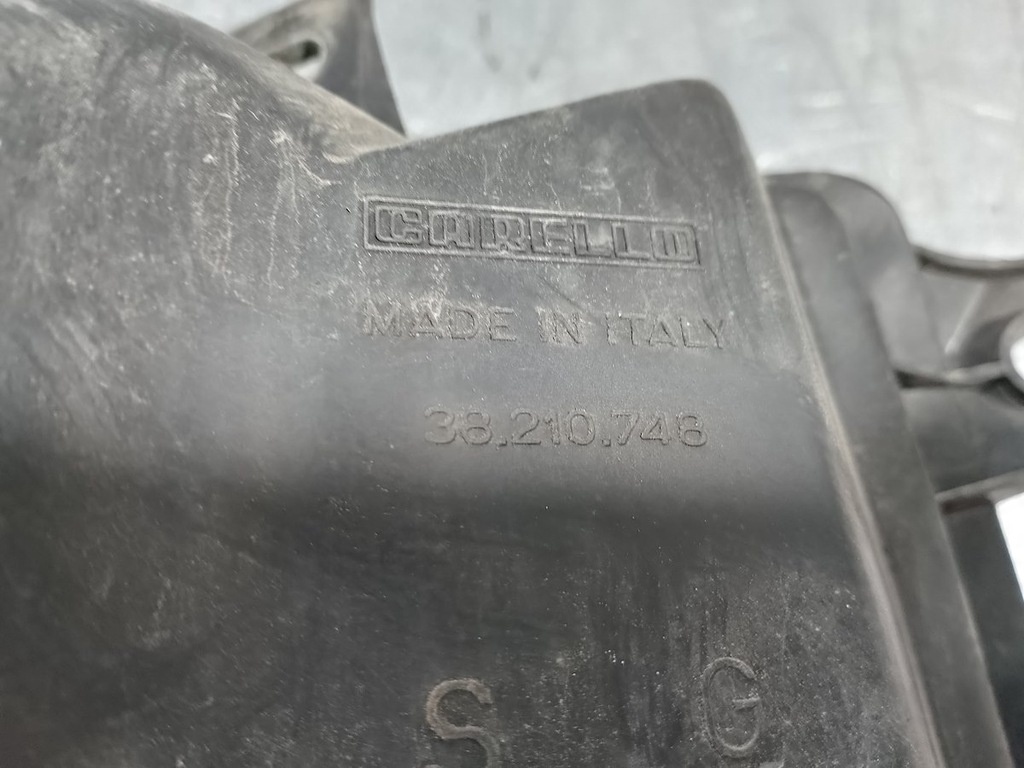 CARELLO
MADE IN ITALY
38.210.748
S G